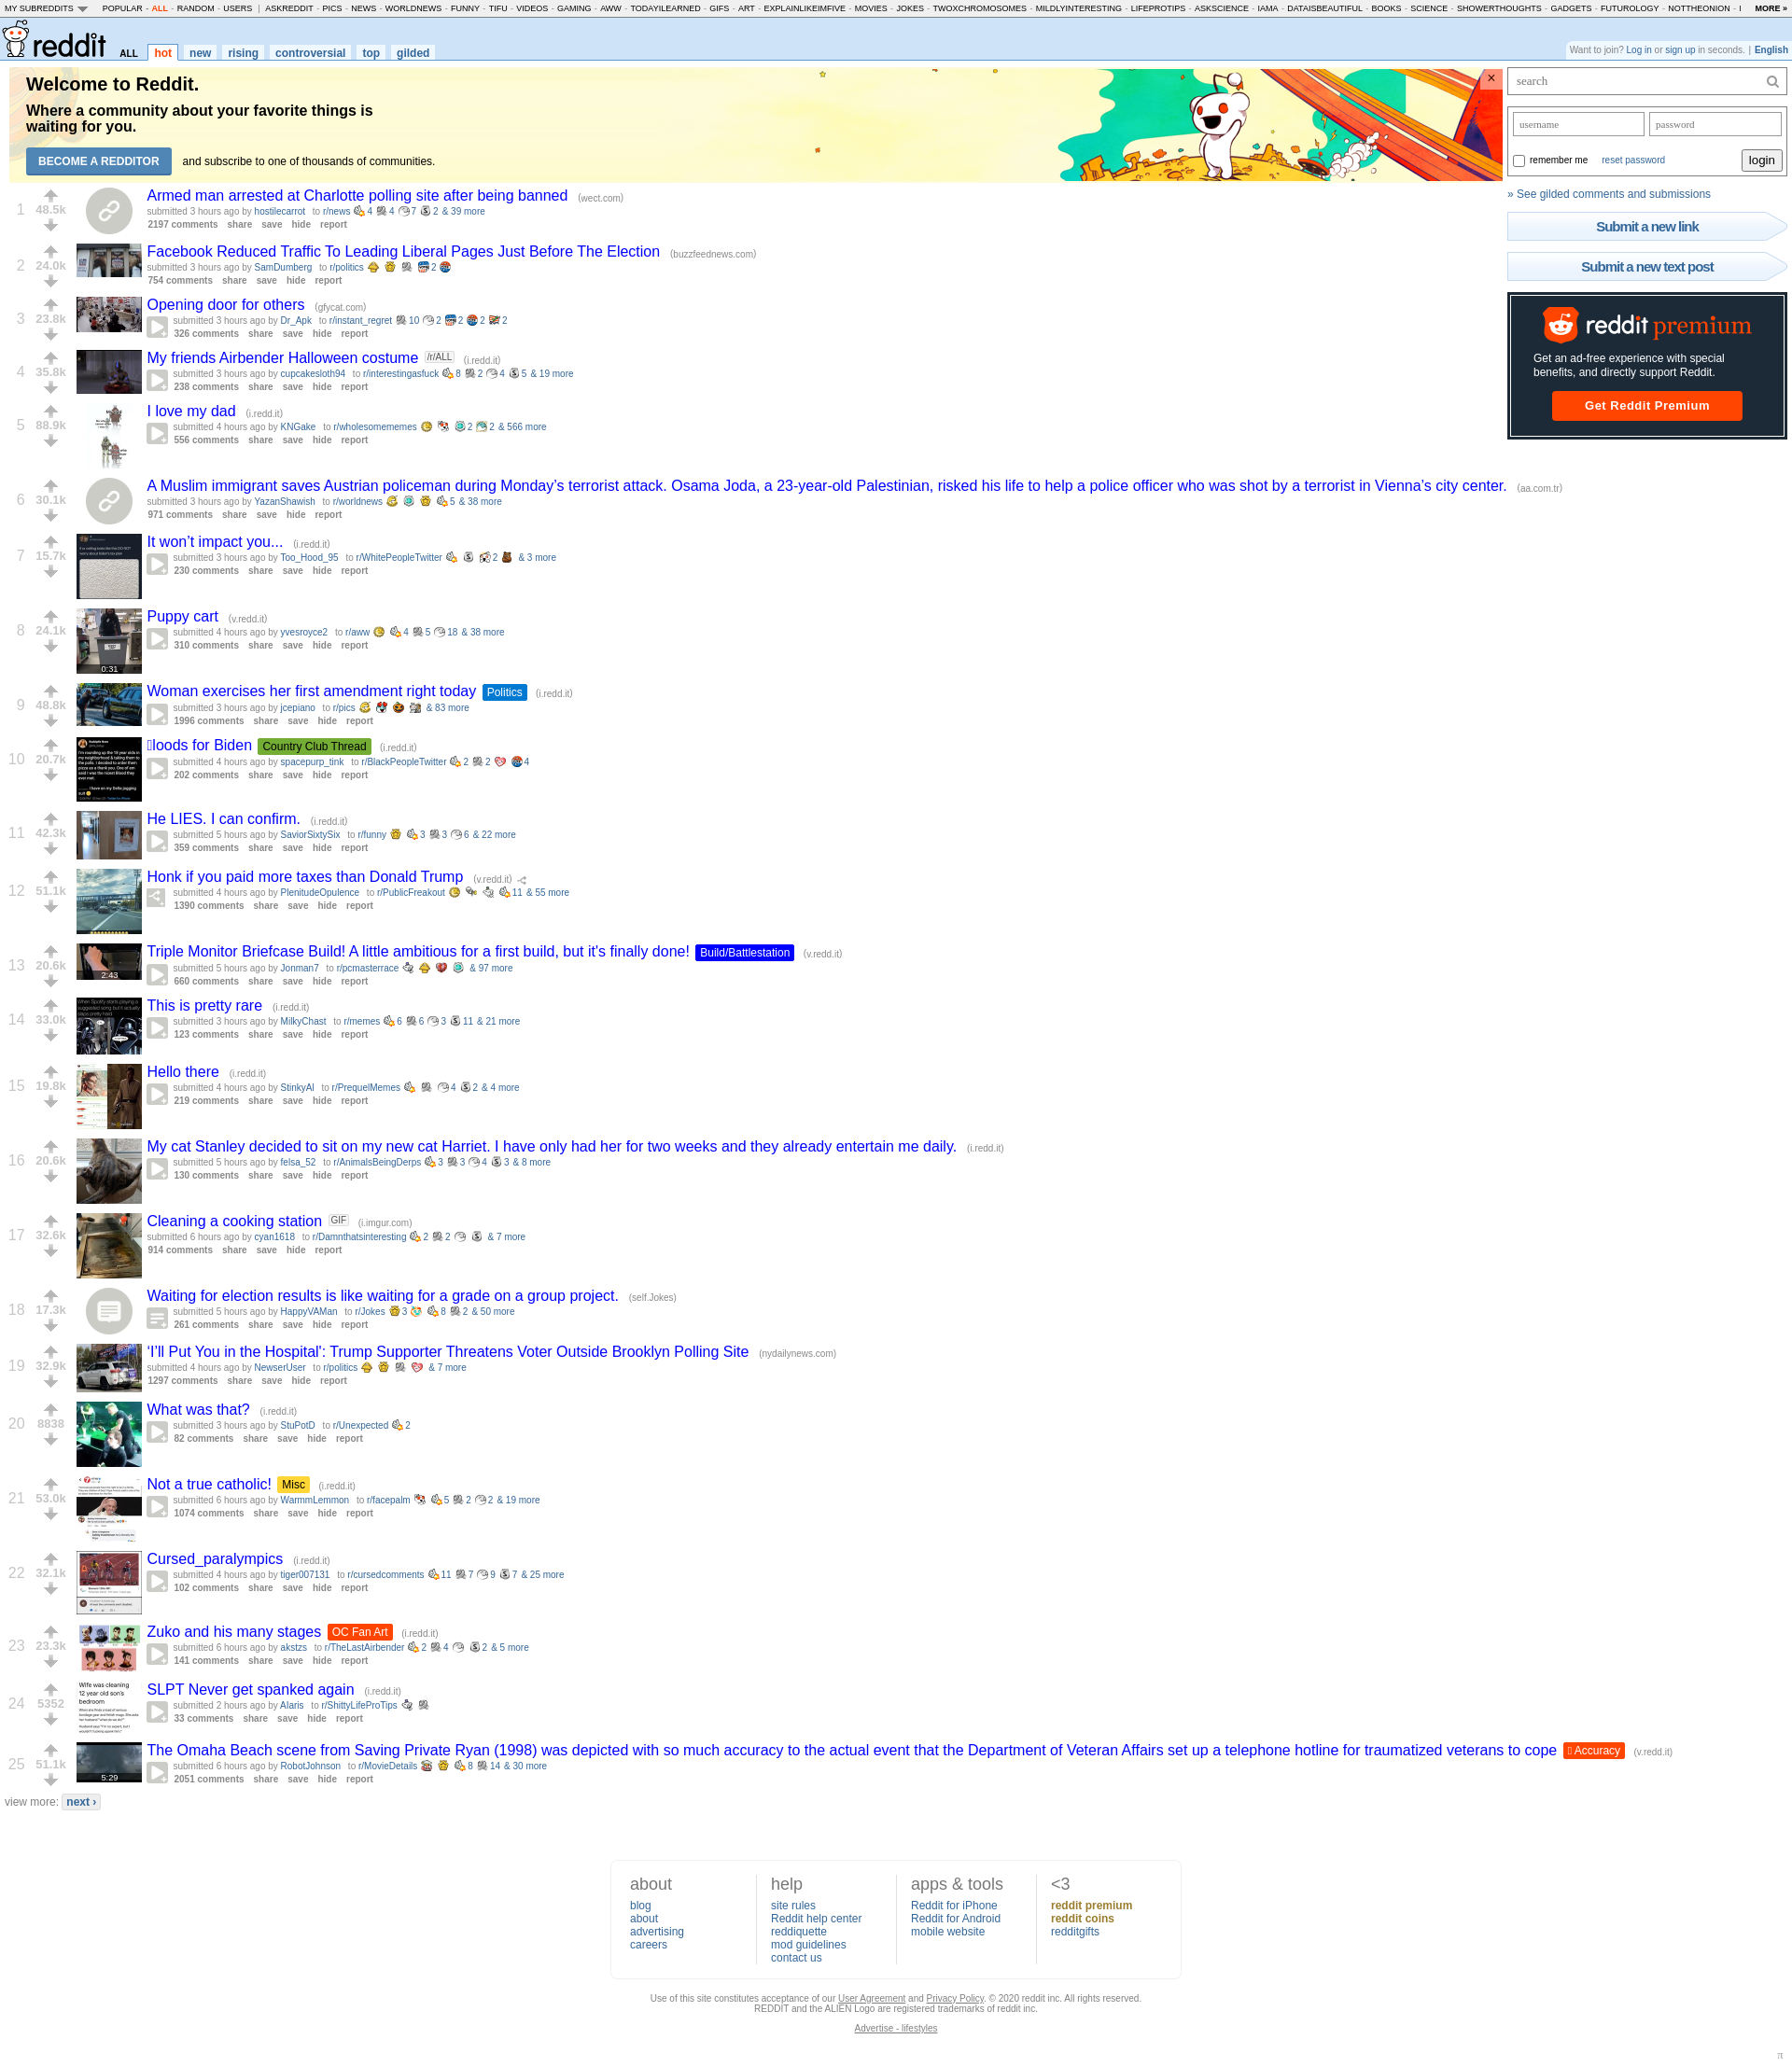 MY SUBREDDITS POPULAR - ALL - RANDOM - USERS | ASKREDDIT - PICS - NEWS - WORLDNEWS - FUNNY - TIFU - VIDEOS - GAMING - AWW - TODAYILEARNED - GIFS - ART - EXPLAINLIKEIMFIVE - MOVIES - JOKES - TWOXCHROMOSOMES - MILDLYINTERESTING - LIFEPROTIPS - ASKSCIENCE - IAMA - DATAISBEAUTIFUL - BOOKS - SCIENCE - SHOWERTHOUGHTS - GADGETS - FUTUROLOGY - NOTTHEONION - I MORE »
reddit ALL hot new rising controversial top gilded
Want to join? Log in or sign up in seconds. | English
Welcome to Reddit.
Where a community about your favorite things is
waiting for you.
BECOME A REDDITOR and subscribe to one of thousands of communities.
×
search
username password
remember me reset password login
» See gilded comments and submissions
Submit a new link
Submit a new text post
reddit premium
Get an ad-free experience with special
benefits, and directly support Reddit.
Get Reddit Premium
1 48.5k Armed man arrested at Charlotte polling site after being banned (wect.com)
submitted 3 hours ago by hostilecarrot to r/news 4 4 7 2 & 39 more
2197 comments share save hide report
2 24.0k Facebook Reduced Traffic To Leading Liberal Pages Just Before The Election (buzzfeednews.com)
submitted 3 hours ago by SamDumberg to r/politics 2
754 comments share save hide report
3 23.8k Opening door for others (gfycat.com)
submitted 3 hours ago by Dr_Apk to r/instant_regret 10 2 2 2 2
326 comments share save hide report
4 35.8k My friends Airbender Halloween costume /r/ALL (i.redd.it)
submitted 3 hours ago by cupcakesloth94 to r/interestingasfuck 8 2 4 5 & 19 more
238 comments share save hide report
5 88.9k I love my dad (i.redd.it)
submitted 4 hours ago by KNGake to r/wholesomememes 2 2 & 566 more
556 comments share save hide report
6 30.1k A Muslim immigrant saves Austrian policeman during Monday’s terrorist attack. Osama Joda, a 23-year-old Palestinian, risked his life to help a police officer who was shot by a terrorist in Vienna’s city center. (aa.com.tr)
submitted 3 hours ago by YazanShawish to r/worldnews 5 & 38 more
971 comments share save hide report
7 15.7k It won’t impact you... (i.redd.it)
submitted 3 hours ago by Too_Hood_95 to r/WhitePeopleTwitter 2 & 3 more
230 comments share save hide report
8 24.1k Puppy cart (v.redd.it)
submitted 4 hours ago by yvesroyce2 to r/aww 4 5 18 & 38 more
310 comments share save hide report
0:31
9 48.8k Woman exercises her first amendment right today Politics (i.redd.it)
submitted 3 hours ago by jcepiano to r/pics & 83 more
1996 comments share save hide report
10 20.7k loods for Biden Country Club Thread (i.redd.it)
submitted 4 hours ago by spacepurp_tink to r/BlackPeopleTwitter 2 2 4
202 comments share save hide report
11 42.3k He LIES. I can confirm. (i.redd.it)
submitted 5 hours ago by SaviorSixtySix to r/funny 3 3 6 & 22 more
359 comments share save hide report
12 51.1k Honk if you paid more taxes than Donald Trump (v.redd.it)
submitted 4 hours ago by PlenitudeOpulence to r/PublicFreakout 11 & 55 more
1390 comments share save hide report
13 20.6k Triple Monitor Briefcase Build! A little ambitious for a first build, but it's finally done! Build/Battlestation (v.redd.it)
submitted 5 hours ago by Jonman7 to r/pcmasterrace & 97 more
2:43
660 comments share save hide report
14 33.0k This is pretty rare (i.redd.it)
submitted 3 hours ago by MilkyChast to r/memes 6 6 3 11 & 21 more
123 comments share save hide report
15 19.8k Hello there (i.redd.it)
submitted 4 hours ago by StinkyAl to r/PrequelMemes 4 2 & 4 more
219 comments share save hide report
16 20.6k My cat Stanley decided to sit on my new cat Harriet. I have only had her for two weeks and they already entertain me daily. (i.redd.it)
submitted 5 hours ago by felsa_52 to r/AnimalsBeingDerps 3 3 4 3 & 8 more
130 comments share save hide report
17 32.6k Cleaning a cooking station GIF (i.imgur.com)
submitted 6 hours ago by cyan1618 to r/Damnthatsinteresting 2 2 & 7 more
914 comments share save hide report
18 17.3k Waiting for election results is like waiting for a grade on a group project. (self.Jokes)
submitted 5 hours ago by HappyVAMan to r/Jokes 3 8 2 & 50 more
261 comments share save hide report
19 32.9k ‘I’ll Put You in the Hospital’: Trump Supporter Threatens Voter Outside Brooklyn Polling Site (nydailynews.com)
submitted 4 hours ago by NewserUser to r/politics & 7 more
1297 comments share save hide report
20 8838 What was that? (i.redd.it)
submitted 3 hours ago by StuPotD to r/Unexpected 2
82 comments share save hide report
21 53.0k Not a true catholic! Misc (i.redd.it)
submitted 6 hours ago by WarmmLemmon to r/facepalm 5 2 2 & 19 more
1074 comments share save hide report
22 32.1k Cursed_paralympics (i.redd.it)
submitted 4 hours ago by tiger007131 to r/cursedcomments 11 7 9 7 & 25 more
102 comments share save hide report
23 23.3k Zuko and his many stages OC Fan Art (i.redd.it)
submitted 6 hours ago by akstzs to r/TheLastAirbender 2 4 2 & 5 more
141 comments share save hide report
24 5352 SLPT Never get spanked again (i.redd.it)
submitted 2 hours ago by Alaris to r/ShittyLifeProTips
33 comments share save hide report
Wife was cleaning
12 year old son's
bedroom
25 51.1k The Omaha Beach scene from Saving Private Ryan (1998) was depicted with so much accuracy to the actual event that the Department of Veteran Affairs set up a telephone hotline for traumatized veterans to cope Accuracy (v.redd.it)
submitted 6 hours ago by RobotJohnson to r/MovieDetails 8 14 & 30 more
5:29
2051 comments share save hide report
view more: next ›
about
blog
about
advertising
careers
help
site rules
Reddit help center
reddiquette
mod guidelines
contact us
apps & tools
Reddit for iPhone
Reddit for Android
mobile website
<3
reddit premium
reddit coins
redditgifts
Use of this site constitutes acceptance of our User Agreement and Privacy Policy. © 2020 reddit inc. All rights reserved.
REDDIT and the ALIEN Logo are registered trademarks of reddit inc.
Advertise - lifestyles
π